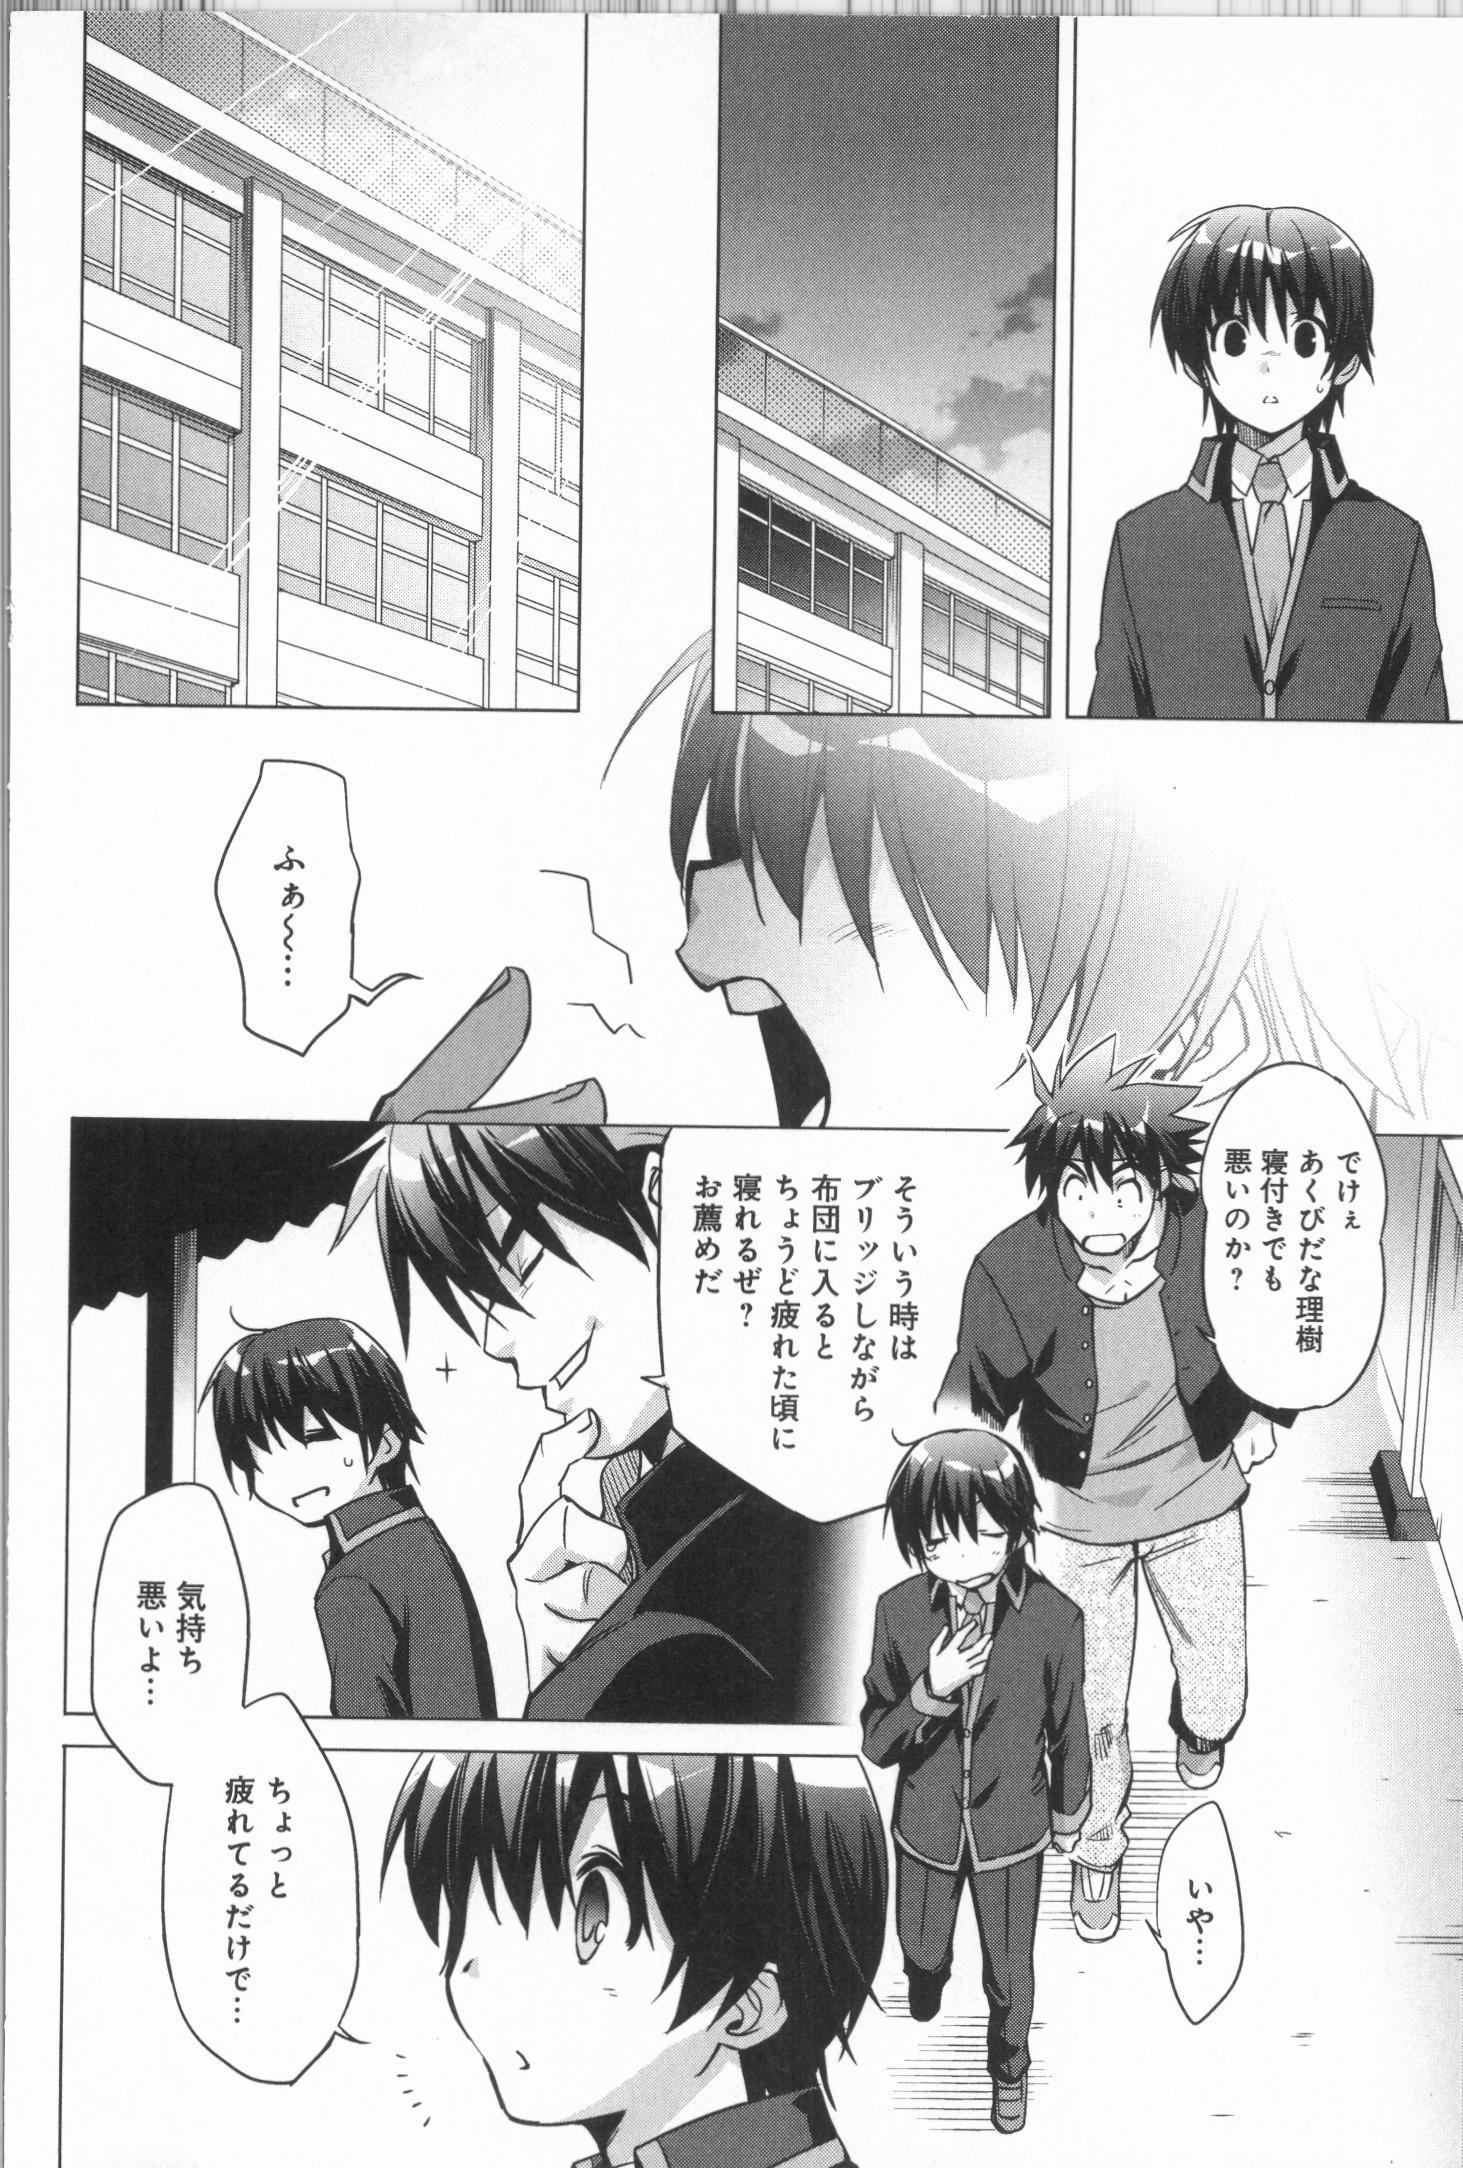 ふぁ～……
でけぇ
あくびだな理樹
寝付きでも
悪いのか？
いや…
そういう時は
ブリッジしながら
布団に入ると
ちょうど疲れた頃に
寝れるぜ？
お薦めだ
気持ち
悪いよ…
ちょっと
疲れてるだけで…